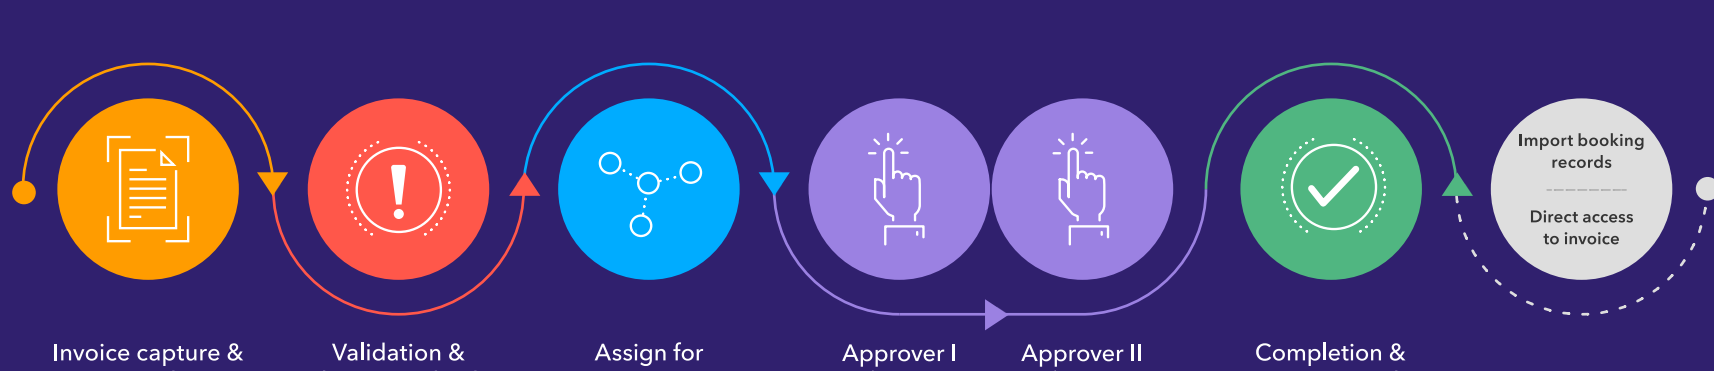 Import booking
records
Direct access
to invoice
Invoice capture &
Validation &
Assign for
Approver I
Approver II
Completion &